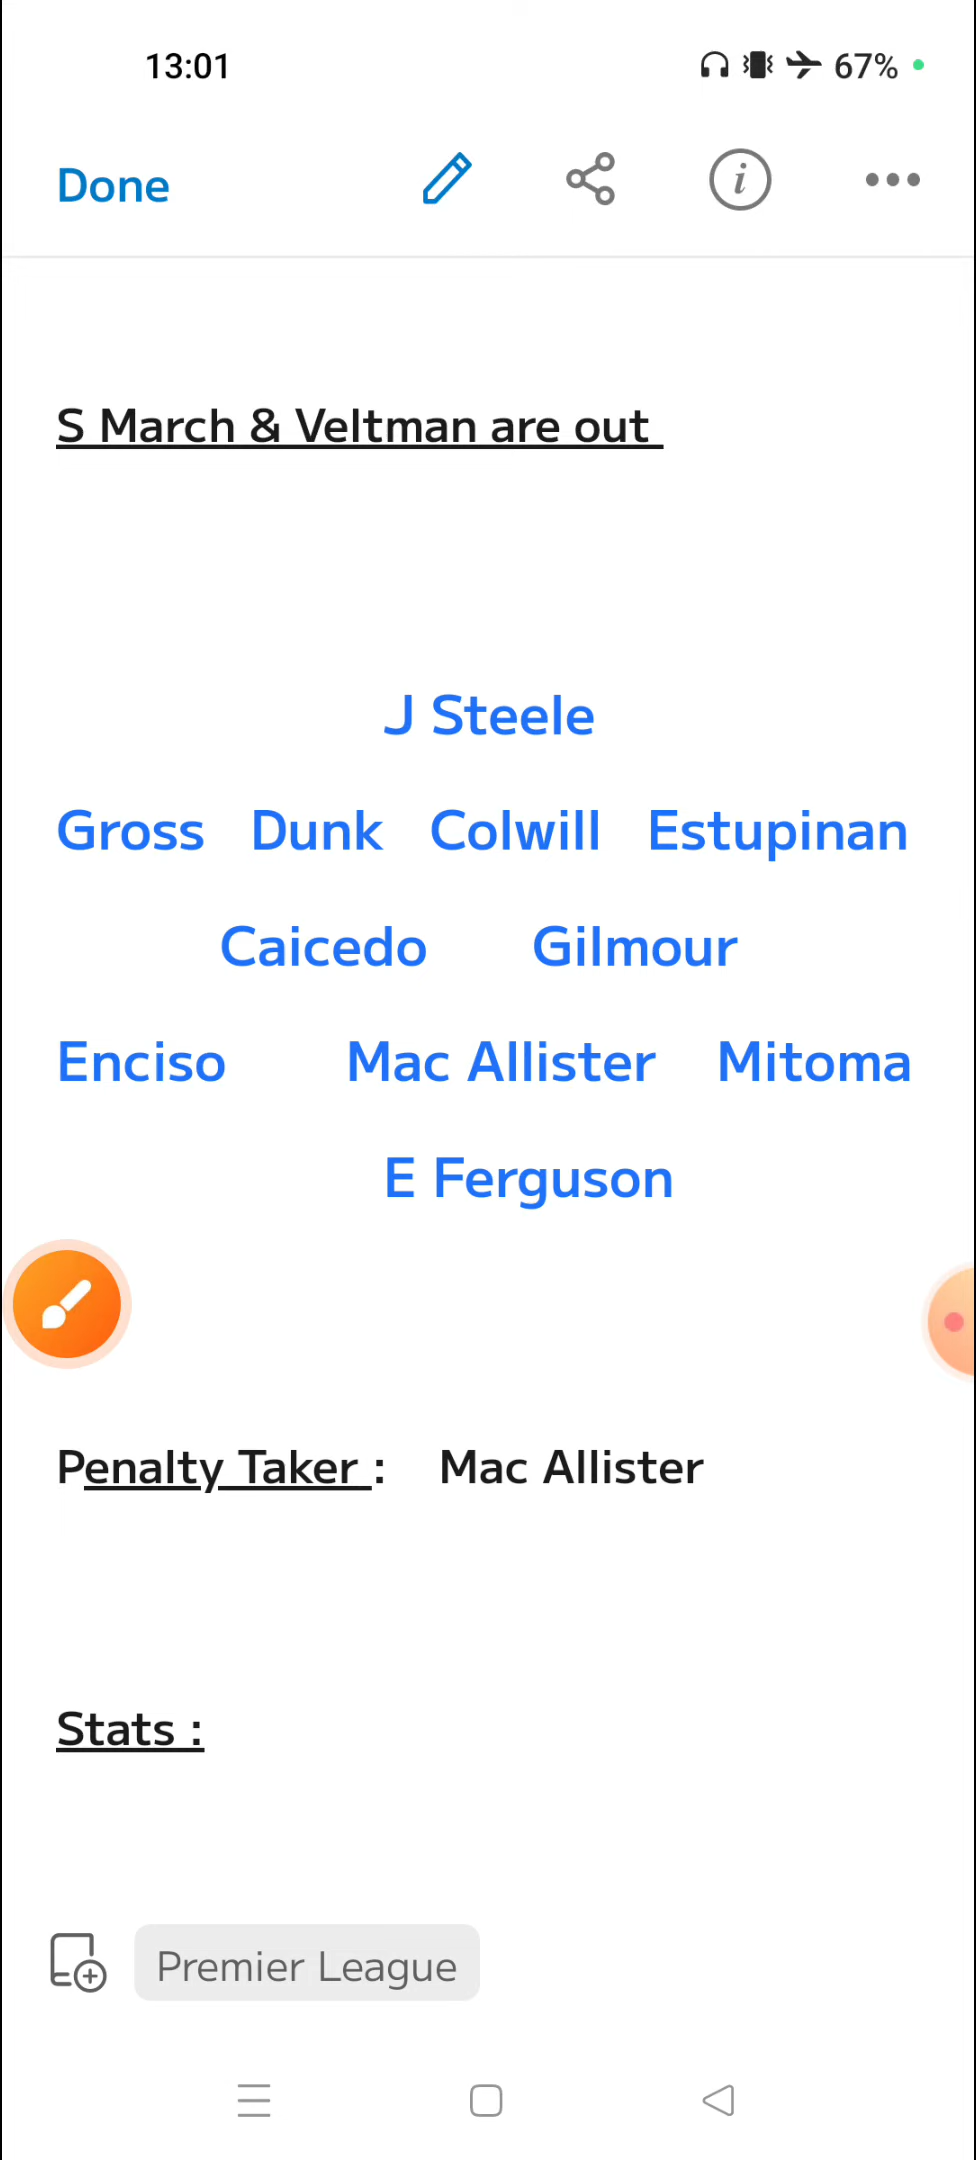 13:01 67%
Done
S March & Veltman are out
J Steele
Gross Dunk Colwill Estupinan
Caicedo Gilmour
Enciso Mac Allister Mitoma
E Ferguson
Penalty Taker : Mac Allister
Stats :
Premier League